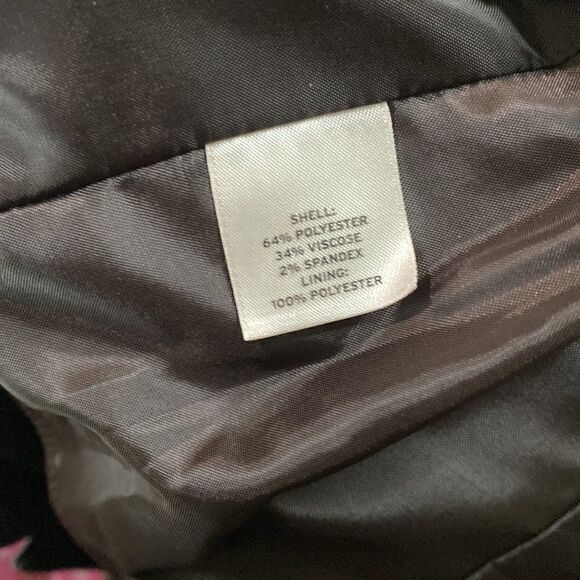 SHELL:
64% POLYESTER
34% VISCOSE
2% SPANDEX
LINING:
100% POLYESTER